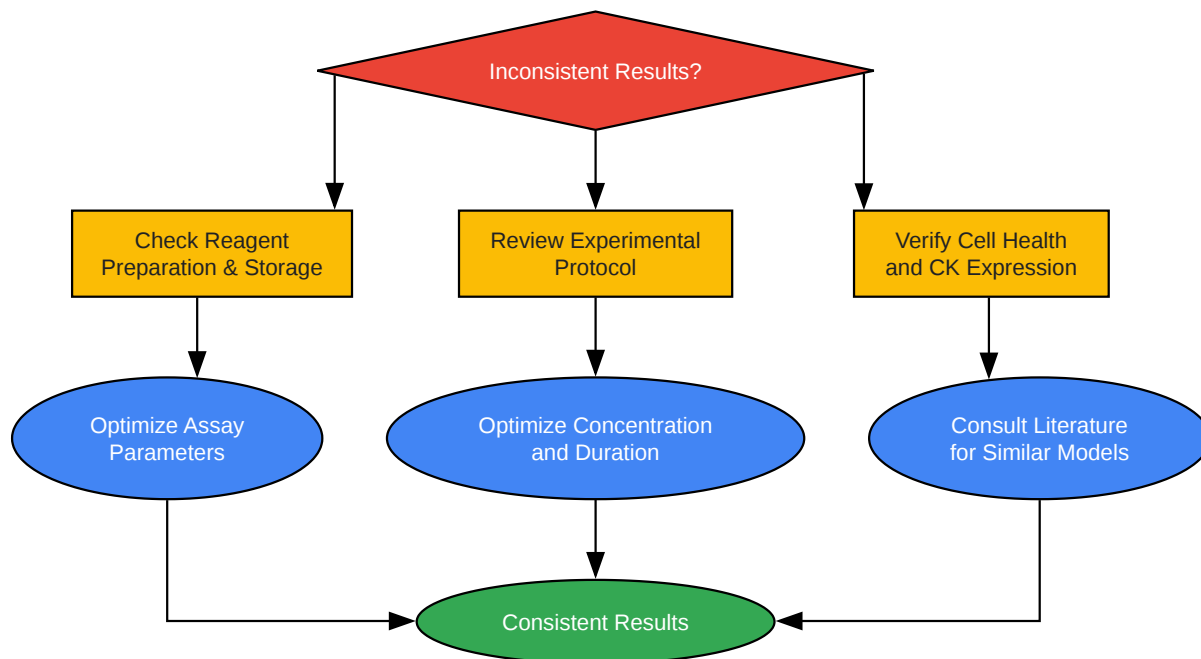 Inconsistent Results?
Check Reagent
Preparation & Storage
Review Experimental
Protocol
Verify Cell Health
and CK Expression
Optimize Assay
Parameters
Optimize Concentration
and Duration
Consult Literature
for Similar Models
Consistent Results